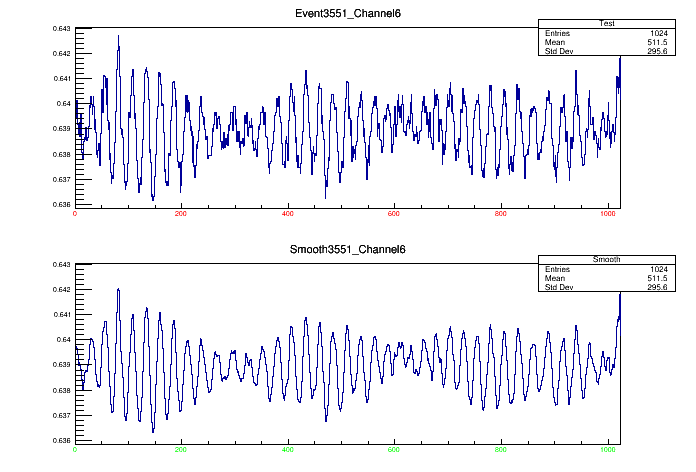 Event3551_Channel6
Test
Entries 1024
Mean 511.5
Std Dev 295.6
0.643
0.642
0.641
0.64
0.639
0.638
0.637
0.636
0 200 400 600 800 1000
Smooth3551_Channel6
Smooth
Entries 1024
Mean 511.5
Std Dev 295.6
0.643
0.642
0.641
0.64
0.639
0.638
0.637
0.636
0 200 400 600 800 1000